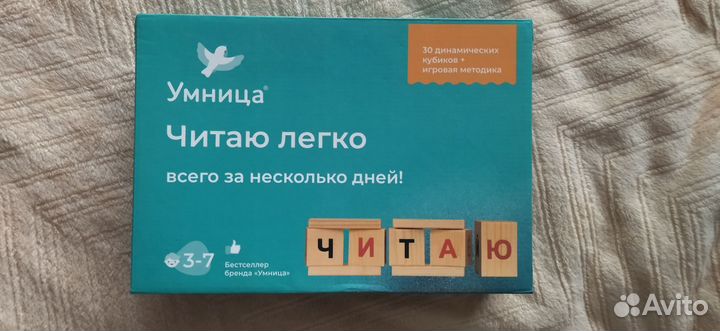 30 динамических
кубиков +
игровая методика
Умница®
Читаю легко
всего за несколько дней!
ЧИТАЮ
3-7
Бестселлер
бренда «Умница»
Avito